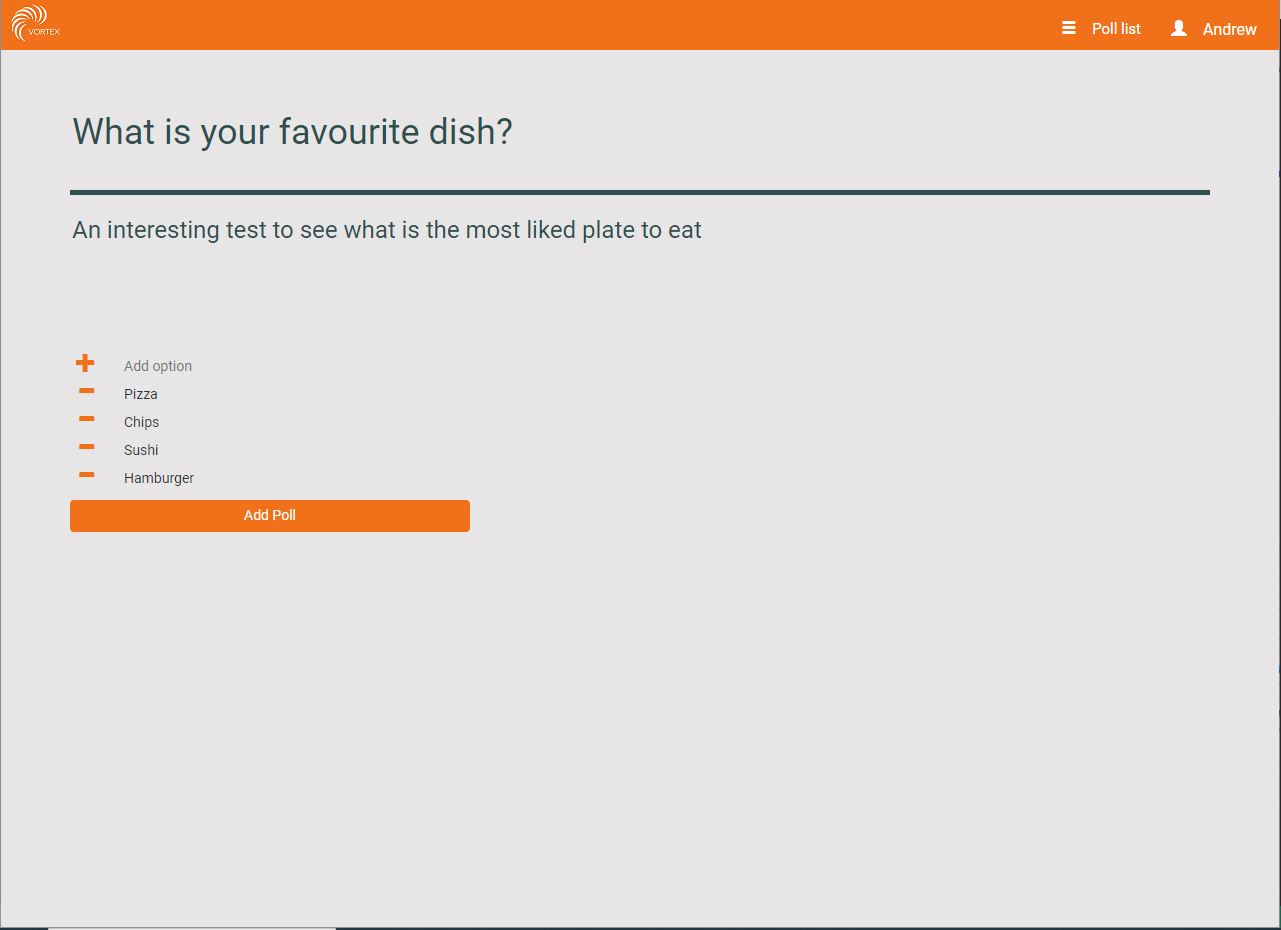 VORTEX
Poll list
Andrew
What is your favourite dish?
An interesting test to see what is the most liked plate to eat
Add option
Pizza
Chips
Sushi
Hamburger
Add Poll